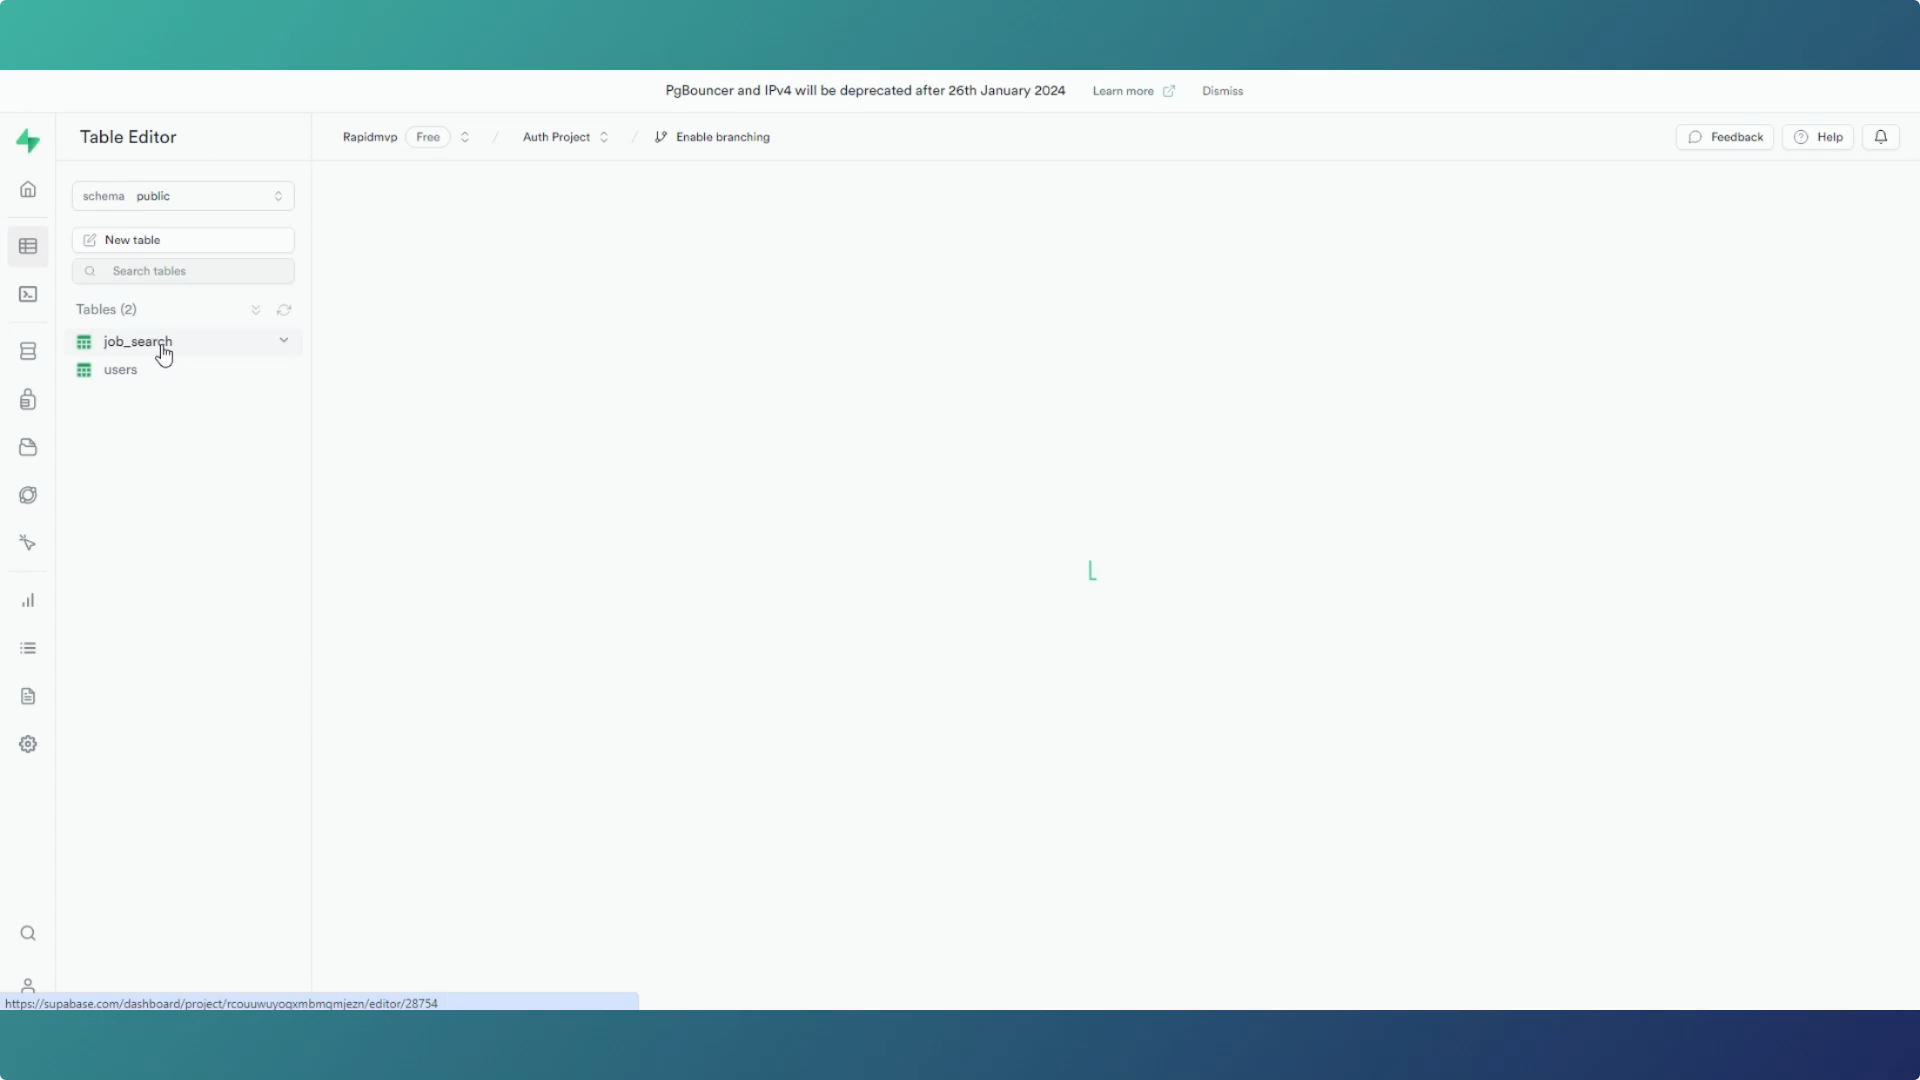 PgBouncer and IPv4 will be deprecated after 26th January 2024 Learn more Dismiss
Table Editor
Rapidmvp Free / Auth Project / Enable branching
Feedback Help
schema public
New table
Search tables
Tables (2)
job_search
users
https://supabase.com/dashboard/project/rcouuwuyoqxmbmqmjezn/editor/28754